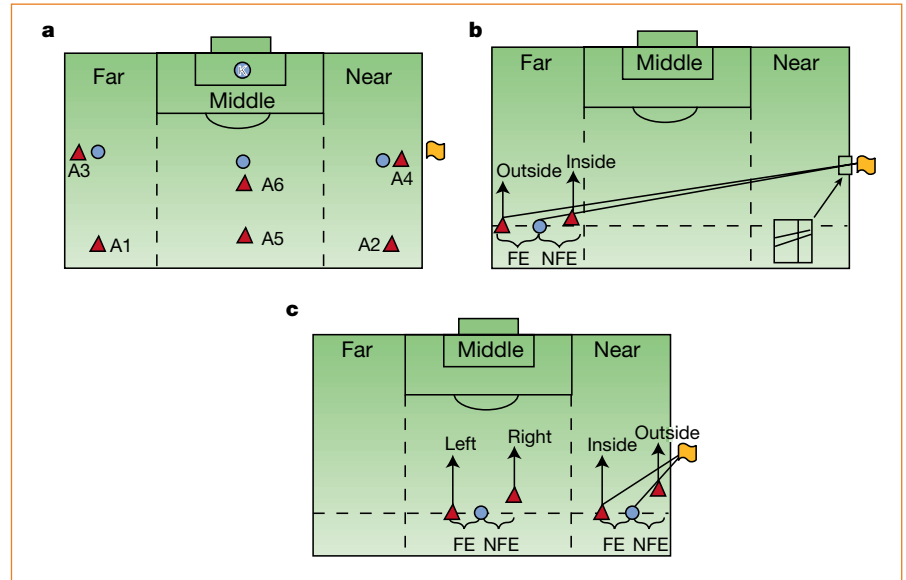 a
Far
K
Near
Middle
A3
A4
A6
A1
A5
A2
b
Far
Middle
Near
Outside
Inside
FE
NFE
c
Far
Middle
Near
Left
Right
Inside
Outside
FE
NFE
FE
NFE